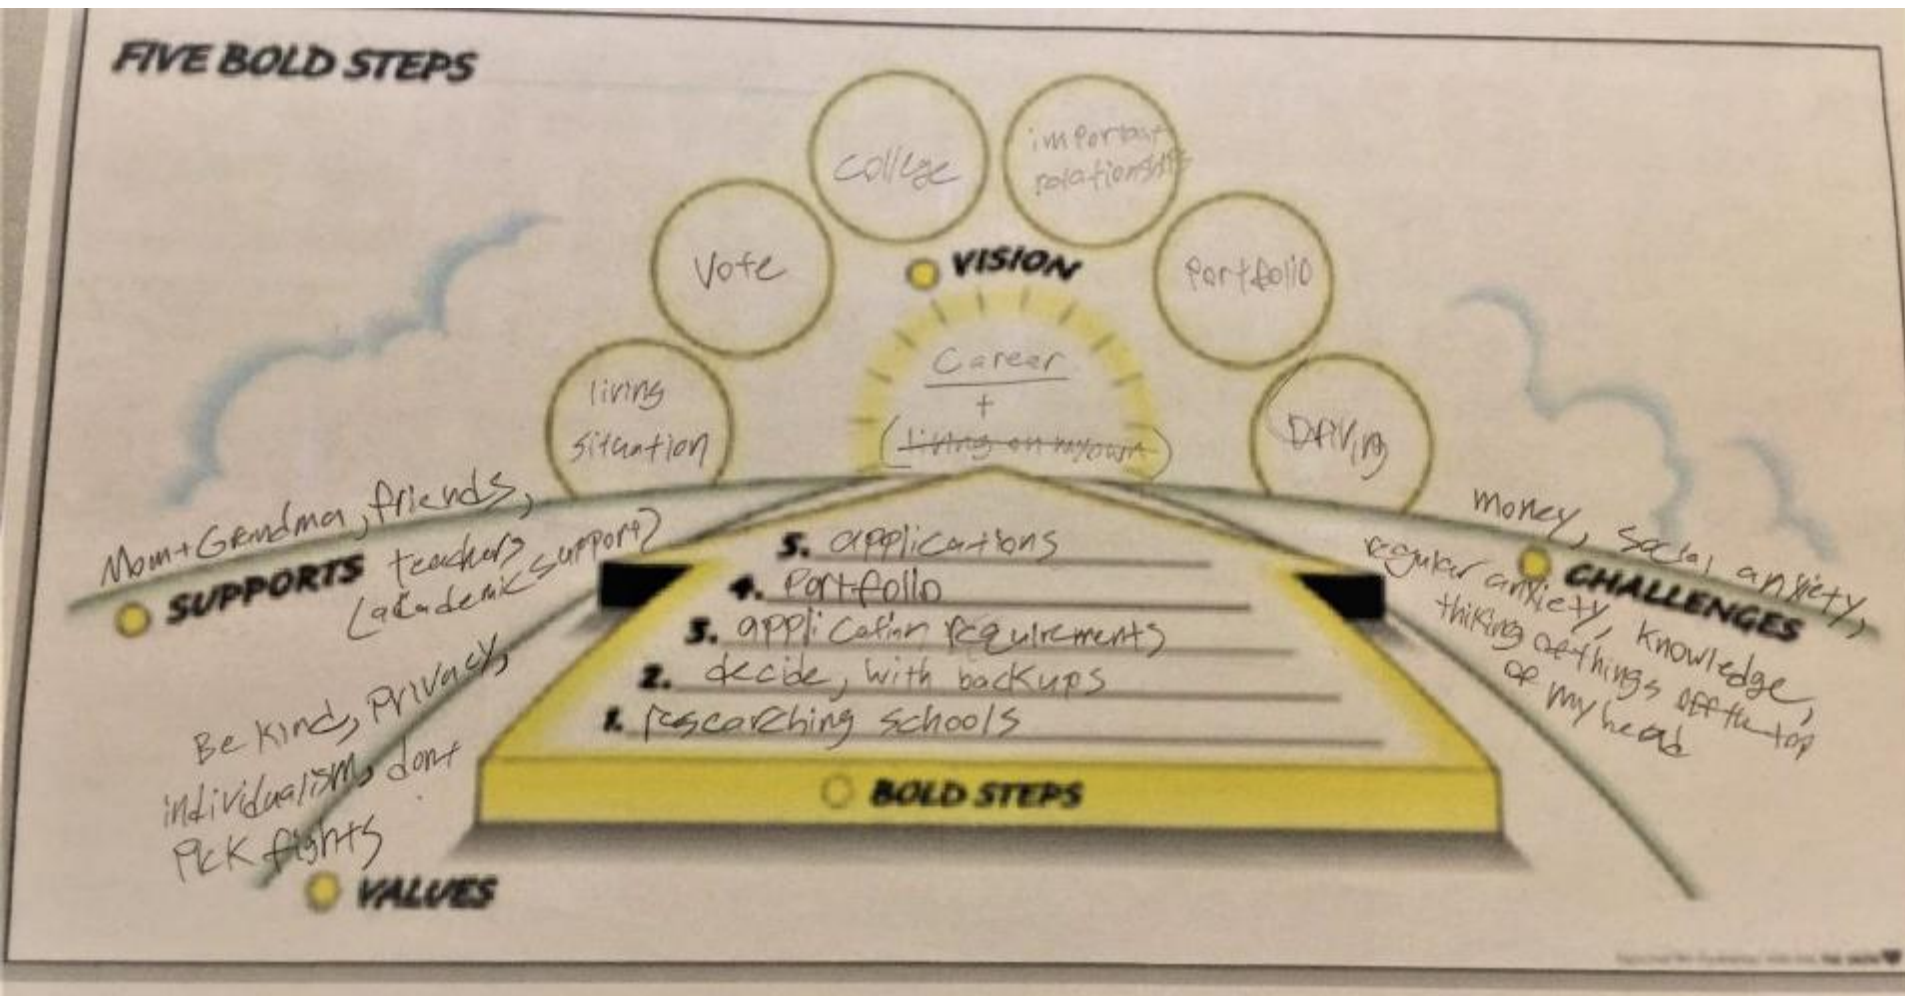 FIVE BOLD STEPS
college
important
relationships
Vote
VISION
Portfolio
living
situation
Career
+
(living on my own)
Driving
Mom+Grandma, friends,
teachers
(academic support)
SUPPORTS
money, social anxiety,
regular anxiety, knowledge,
thiking of things off the top
of my head
CHALLENGES
5. applications
4. Portfolio
3. application requirements
2. decide, with backups
1. researching schools
BOLD STEPS
Be kind, privacy,
individualism, dont
Pick fights
VALUES